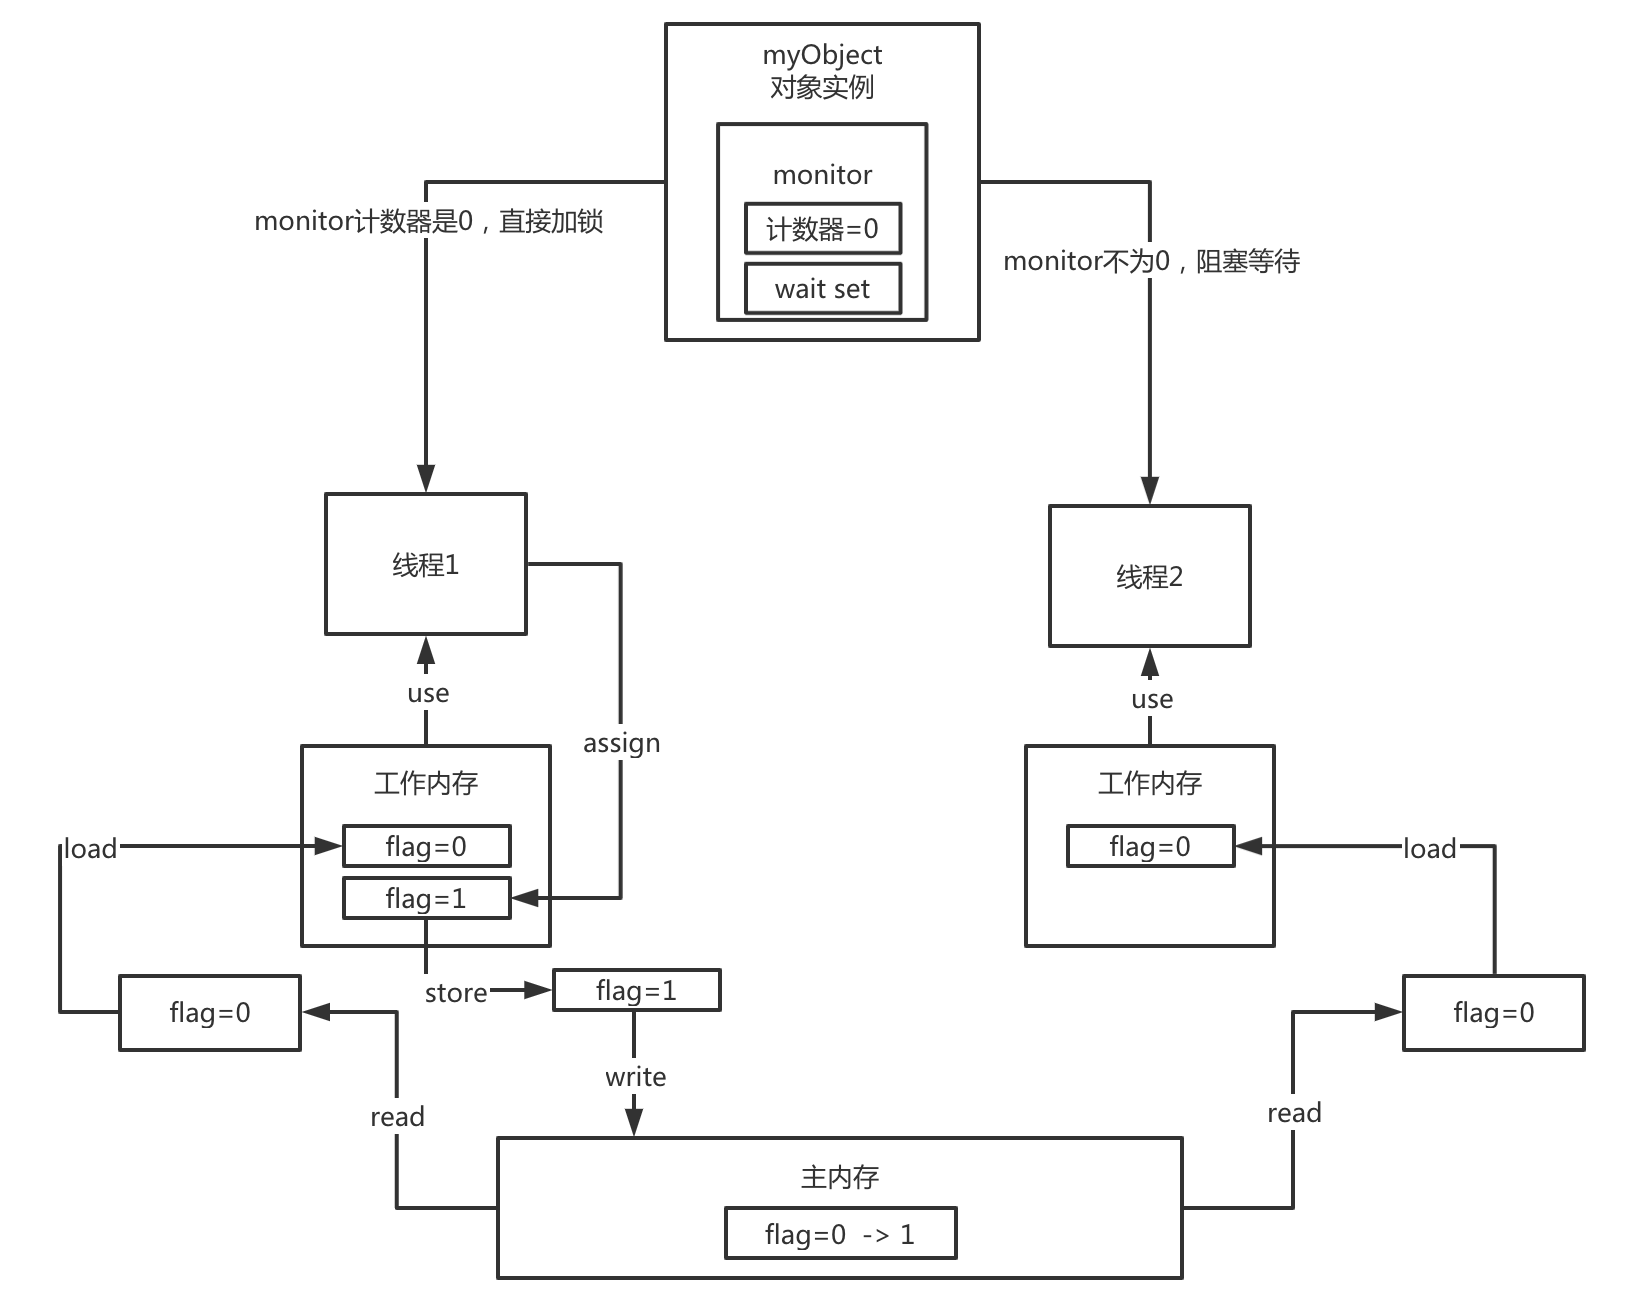 myObject
对象实例
monitor
计数器=0
wait set
monitor计数器是0，直接加锁
monitor不为0，阻塞等待
线程1
线程2
use
assign
use
工作内存
flag=0
flag=1
工作内存
flag=0
load
load
flag=0
store
flag=1
flag=0
write
read
read
主内存
flag=0 -> 1